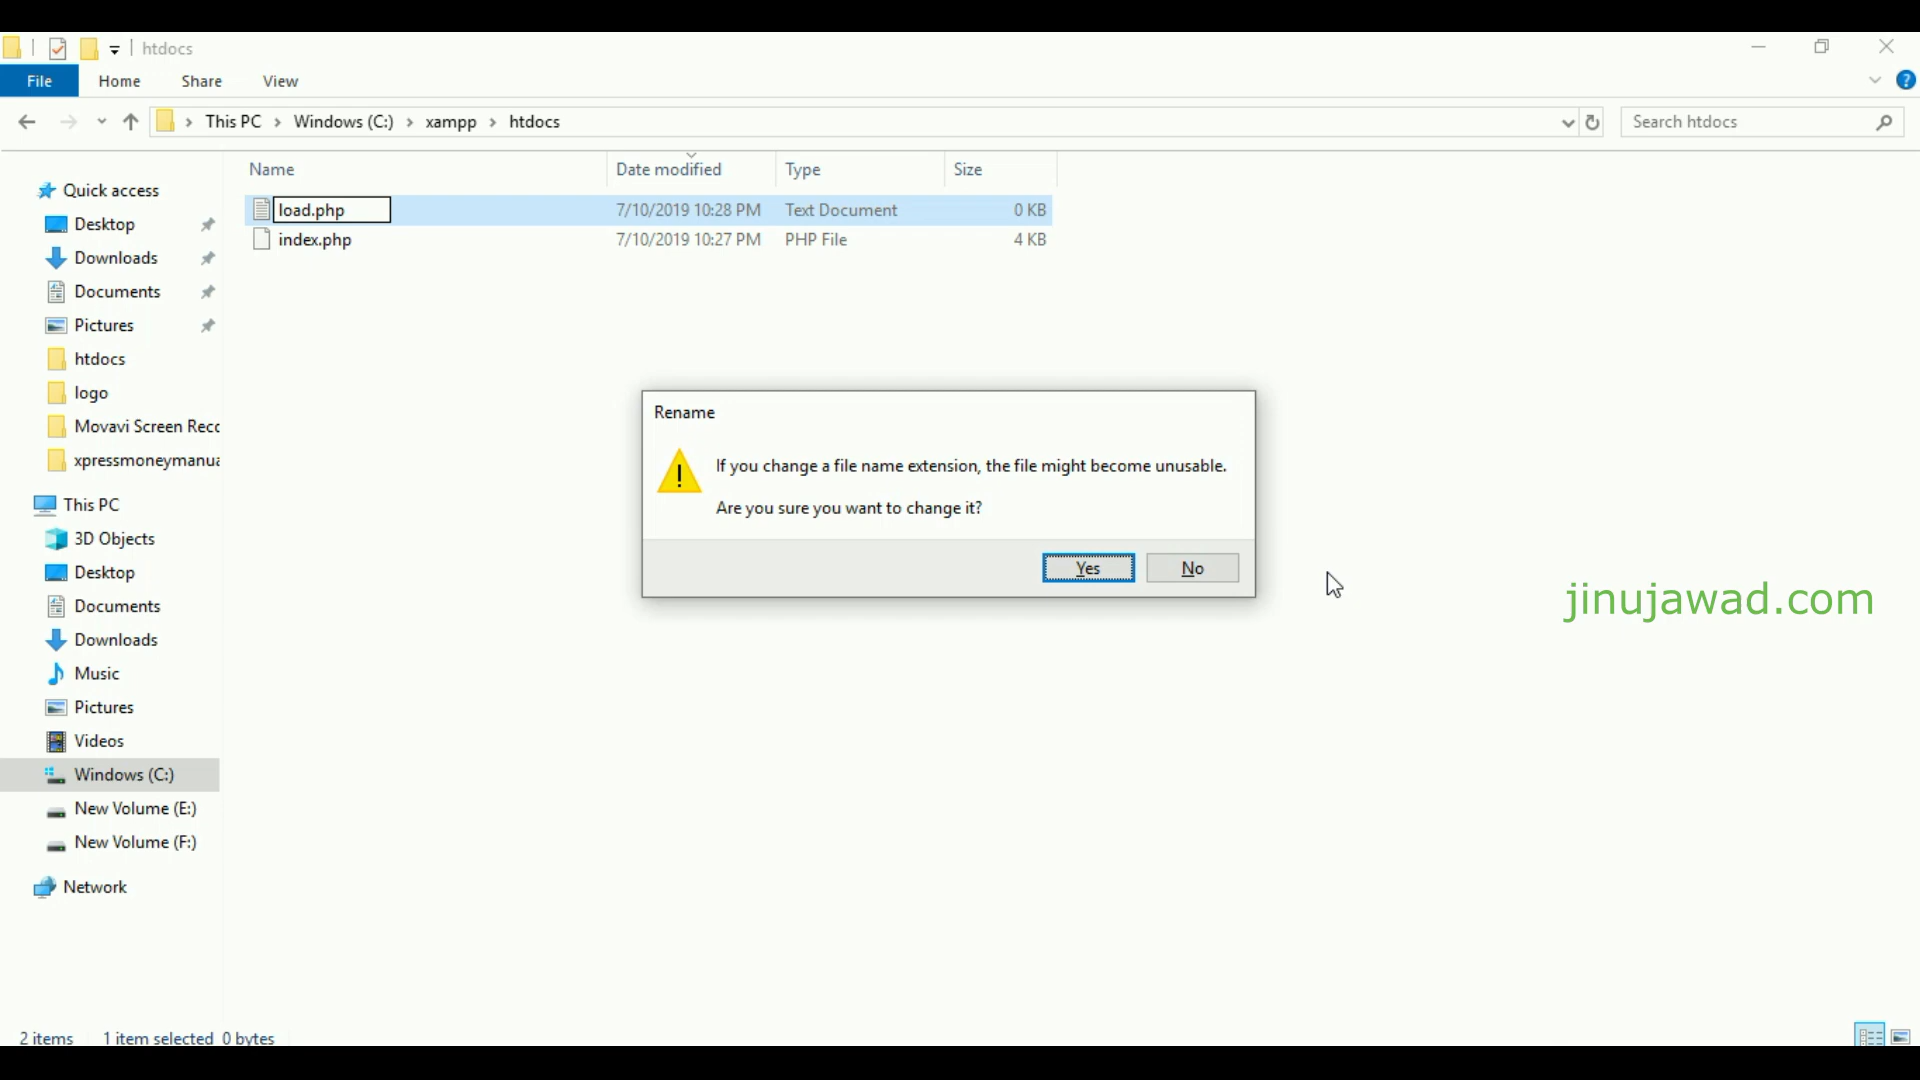 htdocs
File Home Share View
This PC Windows (C:) xampp htdocs Search htdocs
Name Date modified Type Size
load.php 7/10/2019 10:28 PM Text Document 0 KB
index.php 7/10/2019 10:27 PM PHP File 4 KB
Quick access
Desktop
Downloads
Documents
Pictures
htdocs
logo
Movavi Screen Reco
xpressmoneymanua
This PC
3D Objects
Desktop
Documents
Downloads
Music
Pictures
Videos
Windows (C:)
New Volume (E:)
New Volume (F:)
Network
Rename
If you change a file name extension, the file might become unusable.
Are you sure you want to change it?
Yes No
jinujawad.com
2 items 1 item selected 0 bytes